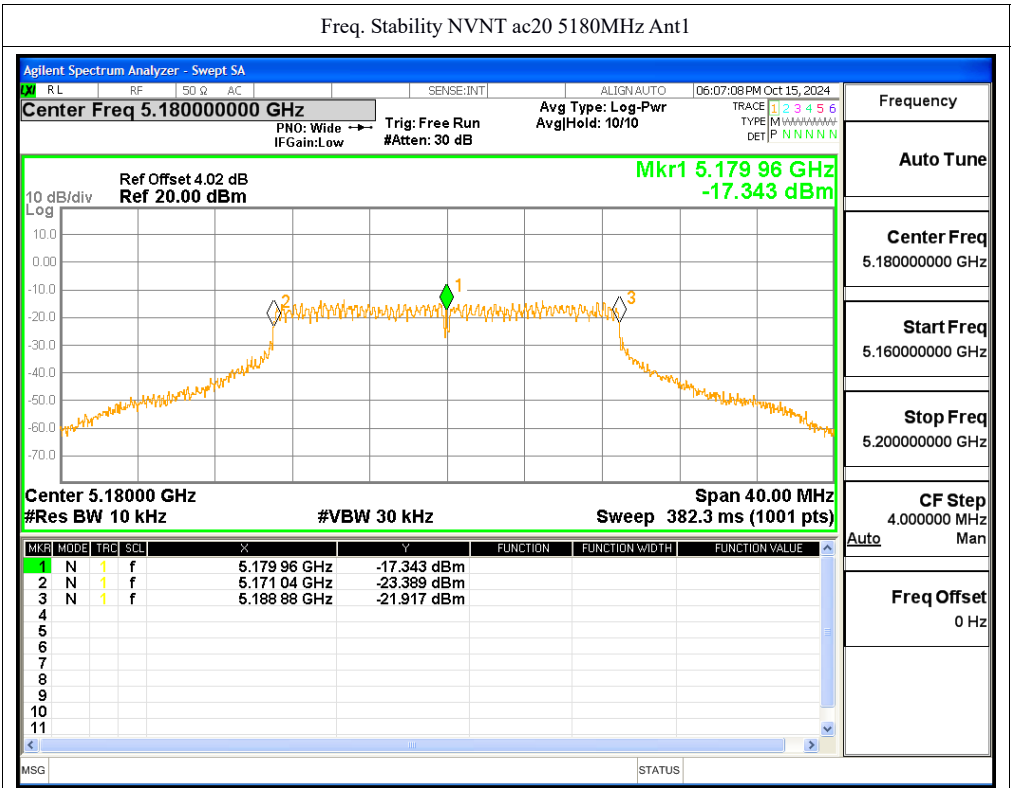 Freq. Stability NVNT ac20 5180MHz Ant1
Agilent Spectrum Analyzer - Swept SA
LXI RL RF 50 Ω AC SENSE:INT ALIGN AUTO 06:07:08 PM Oct 15, 2024
Center Freq 5.180000000 GHz
PNO: Wide
IFGain:Low
Trig: Free Run
#Atten: 30 dB
Avg Type: Log-Pwr
Avg|Hold: 10/10
TRACE 1 2 3 4 5 6
TYPE M WWWWW
DET P N N N N N
Mkr1 5.179 96 GHz
-17.343 dBm
Ref Offset 4.02 dB
10 dB/div Ref 20.00 dBm
Log
10.0
0.00
-10.0
-20.0
-30.0
-40.0
-50.0
-60.0
-70.0
1
2
3
Center 5.18000 GHz Span 40.00 MHz
#Res BW 10 kHz #VBW 30 kHz Sweep 382.3 ms (1001 pts)
MKR MODE TRC SCL X Y FUNCTION FUNCTION WIDTH FUNCTION VALUE
1 N 1 f 5.179 96 GHz -17.343 dBm
2 N 1 f 5.171 04 GHz -23.389 dBm
3 N 1 f 5.188 88 GHz -21.917 dBm
4
5
6
7
8
9
10
11
MSG STATUS
Frequency
Auto Tune
Center Freq
5.180000000 GHz
Start Freq
5.160000000 GHz
Stop Freq
5.200000000 GHz
CF Step
4.000000 MHz
Auto Man
Freq Offset
0 Hz